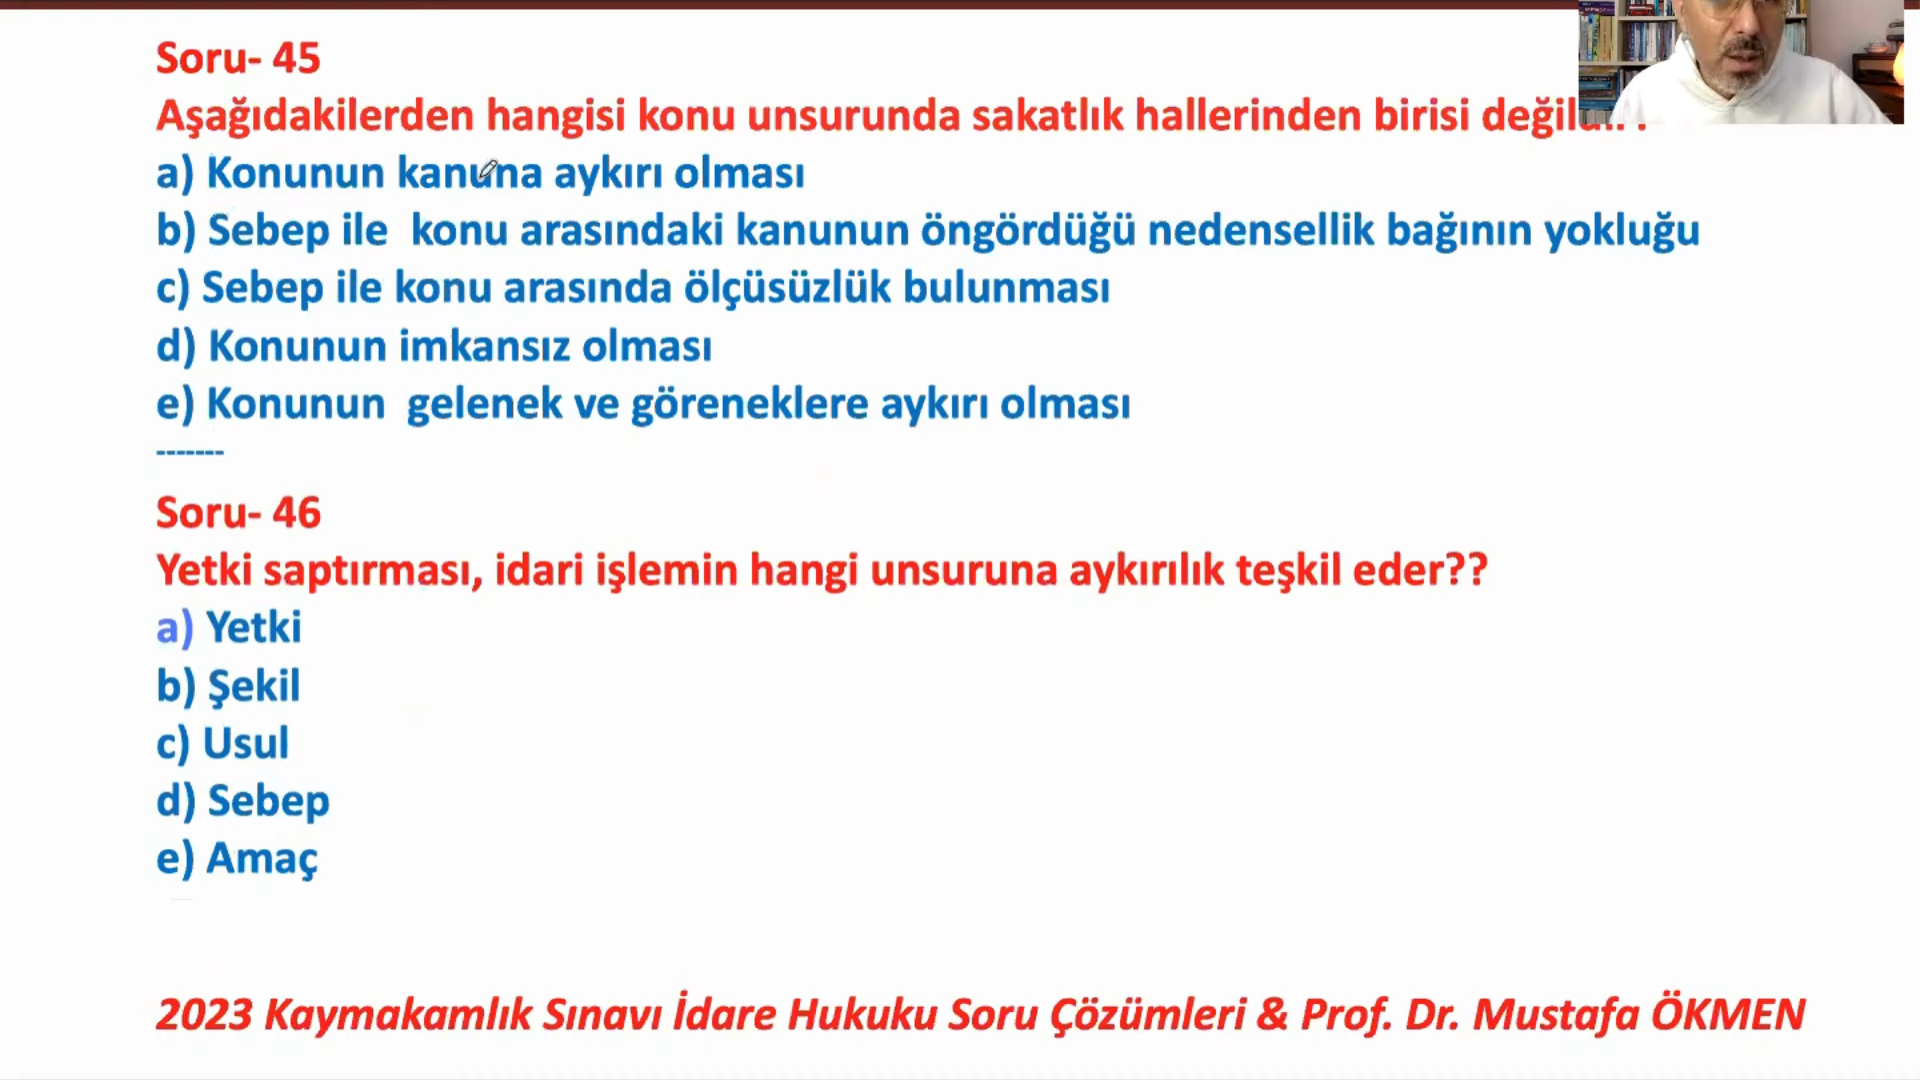 Soru- 45
Aşağıdakilerden hangisi konu unsurunda sakatlık hallerinden birisi
a) Konunun kanuna aykırı olması
b) Sebep ile konu arasındaki kanunun öngördüğü nedensellik bağının yokluğu
c) Sebep ile konu arasında ölçüsüzlük bulunması
d) Konunun imkansız olması
e) Konunun gelenek ve göreneklere aykırı olması
-------
Soru- 46
Yetki saptırması, idari işlemin hangi unsuruna aykırılık teşkil eder??
a) Yetki
b) Şekil
c) Usul
d) Sebep
e) Amaç
2023 Kaymakamlık Sınavı İdare Hukuku Soru Çözümleri & Prof. Dr. Mustafa ÖKMEN